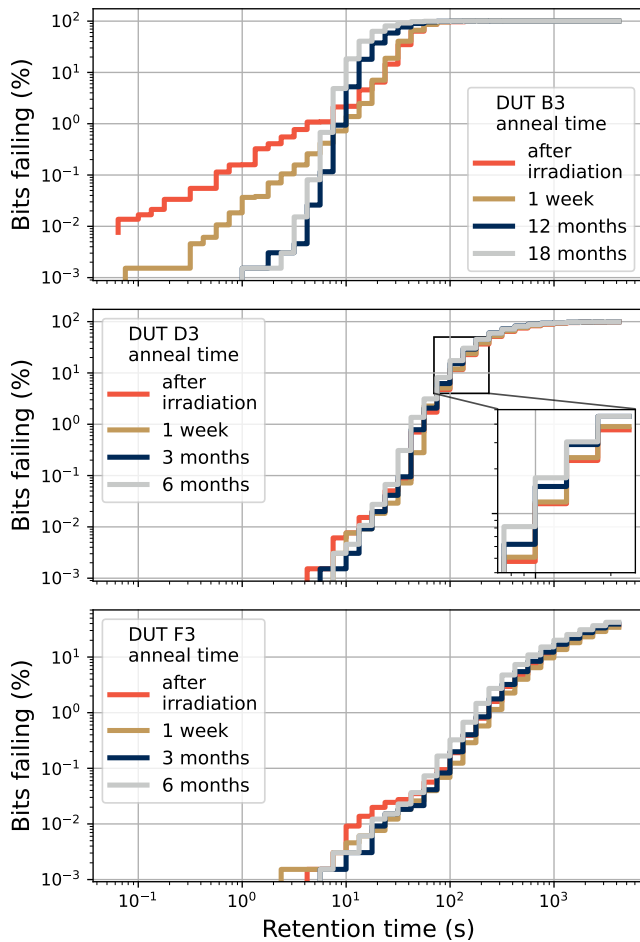 10²
10¹
10⁰
10⁻¹
10⁻²
10⁻³
Bits failing (%)
DUT B3
anneal time
after
irradiation
1 week
12 months
18 months
10²
10¹
10⁰
10⁻¹
10⁻²
10⁻³
Bits failing (%)
DUT D3
anneal time
after
irradiation
1 week
3 months
6 months
10¹
10⁰
10⁻¹
10⁻²
10⁻³
Bits failing (%)
DUT F3
anneal time
after
irradiation
1 week
3 months
6 months
10⁻¹ 10⁰ 10¹ 10² 10³
Retention time (s)